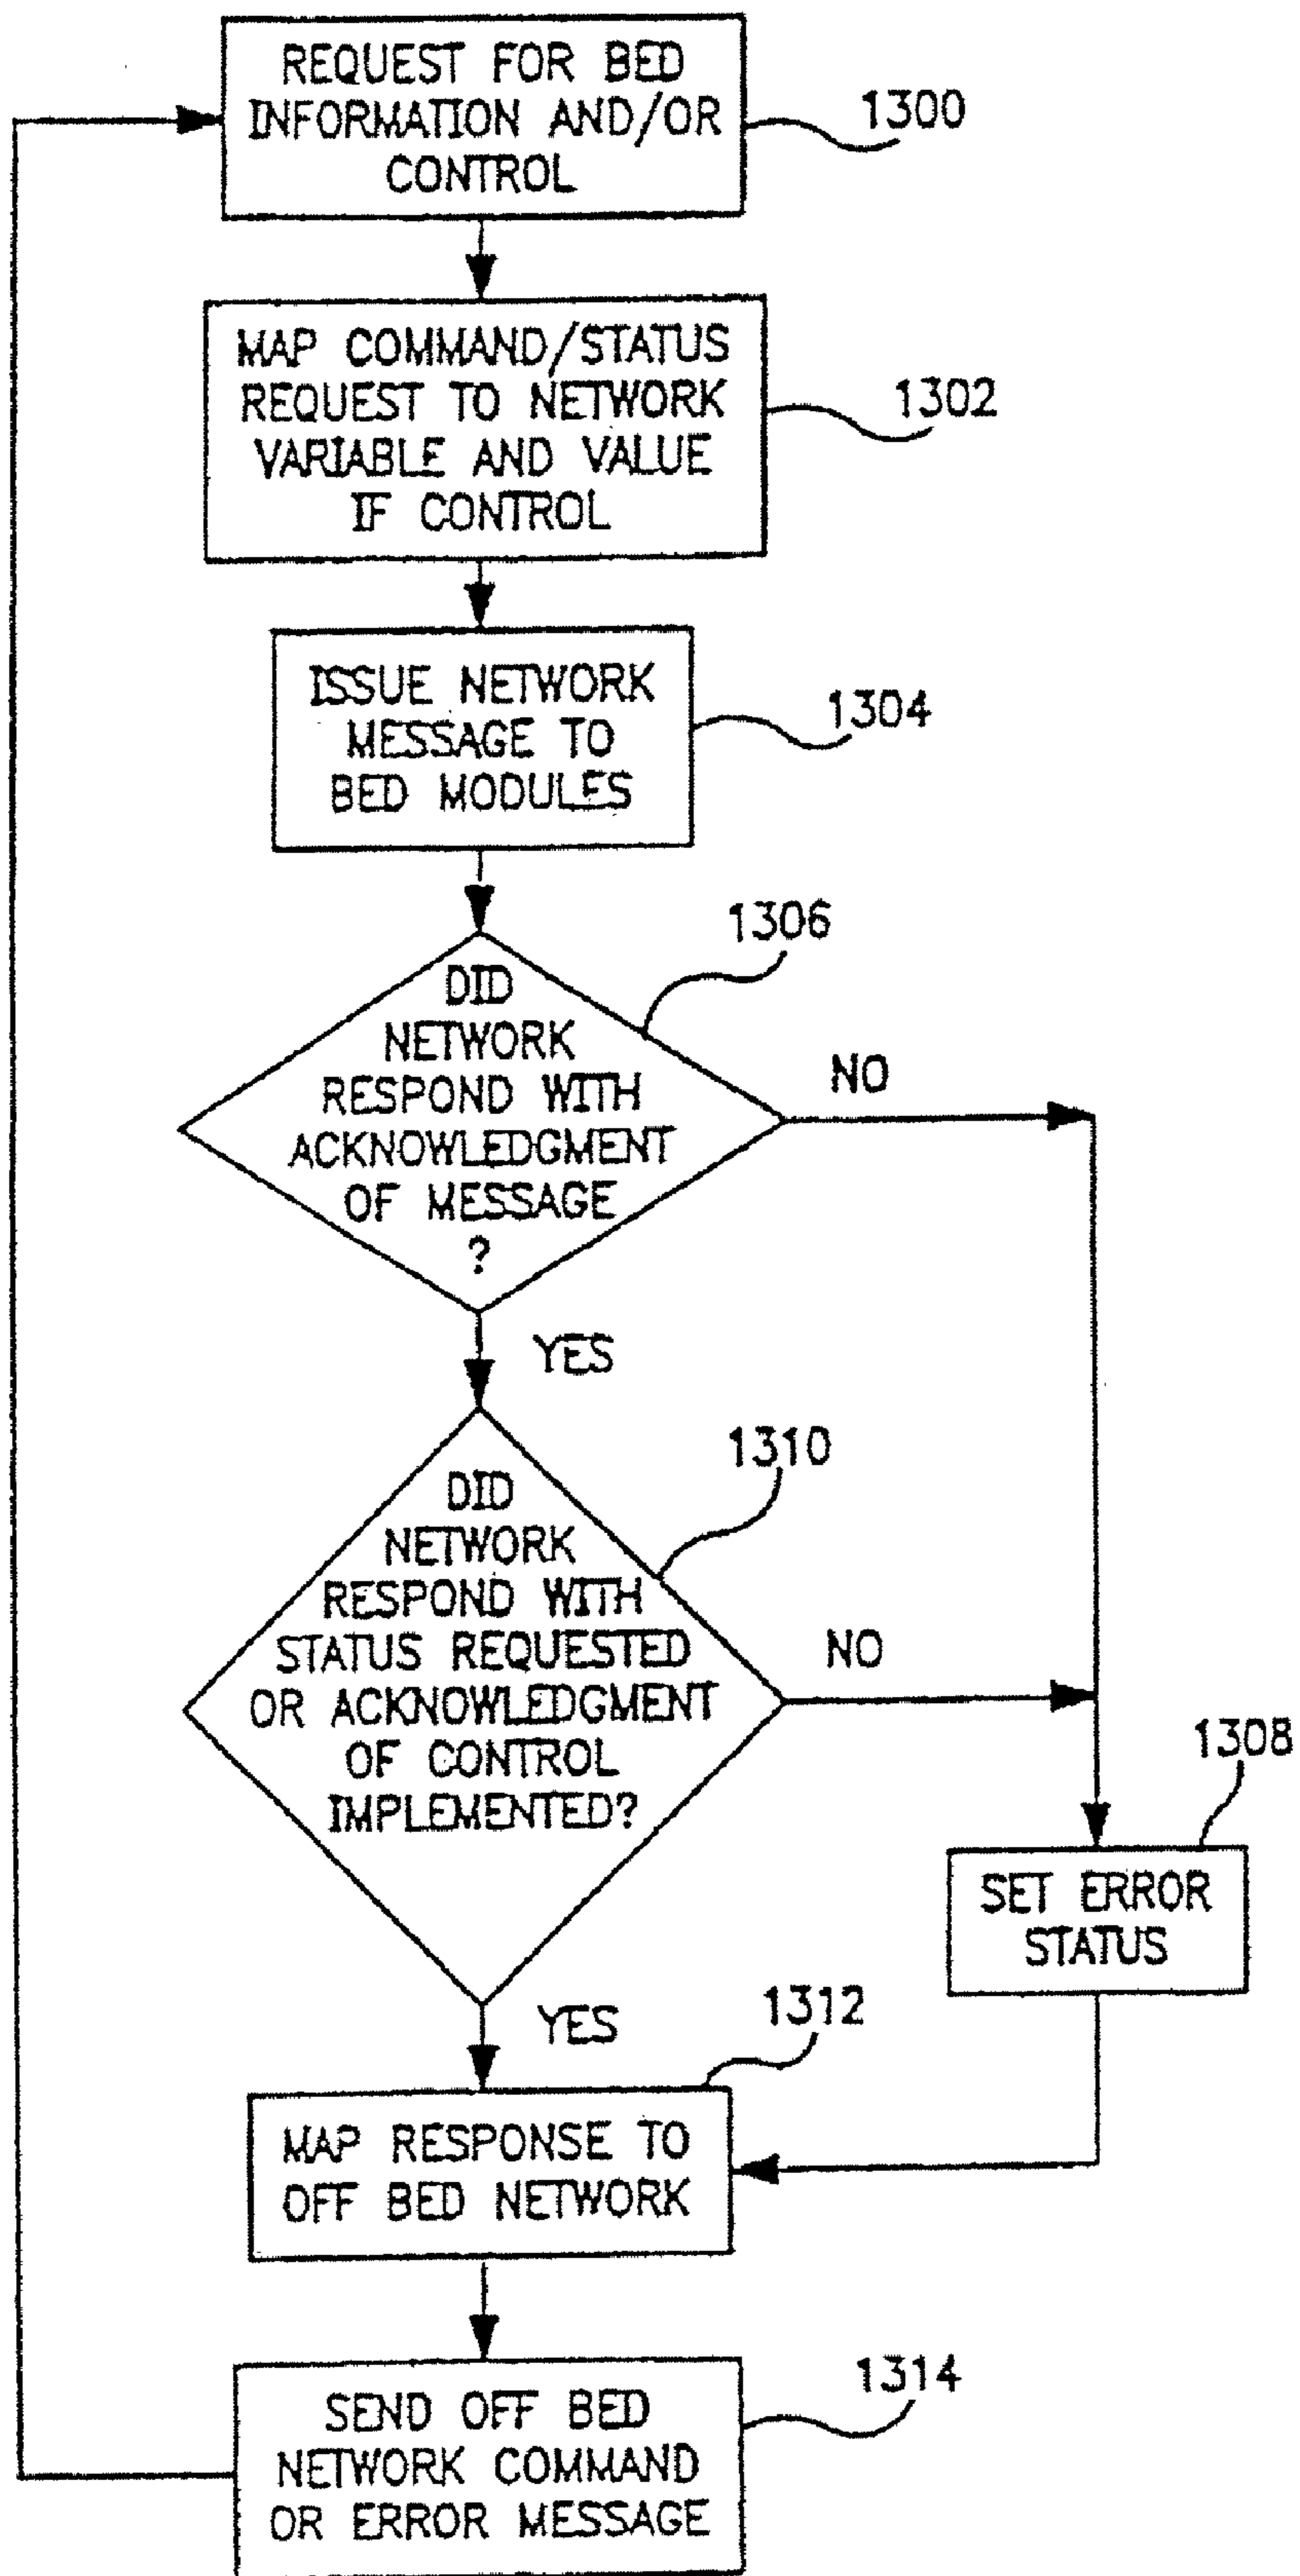 REQUEST FOR BED
INFORMATION AND/OR
CONTROL
1300
MAP COMMAND/STATUS
REQUEST TO NETWORK
VARIABLE AND VALUE
IF CONTROL
1302
ISSUE NETWORK
MESSAGE TO
BED MODULES
1304
1306
DID
NETWORK
RESPOND WITH
ACKNOWLEDGMENT
OF MESSAGE
?
NO
YES
1310
DID
NETWORK
RESPOND WITH
STATUS REQUESTED
OR ACKNOWLEDGMENT
OF CONTROL
IMPLEMENTED?
NO
1308
SET ERROR
STATUS
YES
1312
MAP RESPONSE TO
OFF BED NETWORK
1314
SEND OFF BED
NETWORK COMMAND
OR ERROR MESSAGE